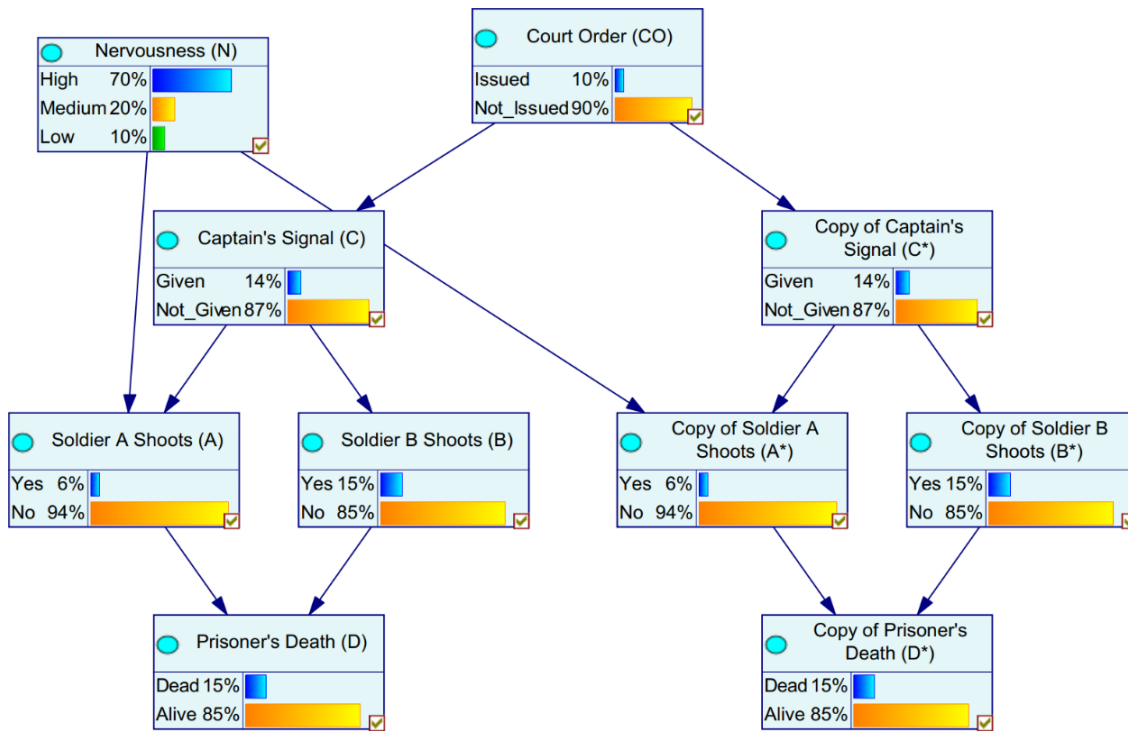 Nervousness (N)
High 70%
Medium 20%
Low 10%
Court Order (CO)
Issued 10%
Not_Issued 90%
Captain's Signal (C)
Given 14%
Not_Given 87%
Copy of Captain's
Signal (C*)
Given 14%
Not_Given 87%
Soldier A Shoots (A)
Yes 6%
No 94%
Soldier B Shoots (B)
Yes 15%
No 85%
Copy of Soldier A
Shoots (A*)
Yes 6%
No 94%
Copy of Soldier B
Shoots (B*)
Yes 15%
No 85%
Prisoner's Death (D)
Dead 15%
Alive 85%
Copy of Prisoner's
Death (D*)
Dead 15%
Alive 85%